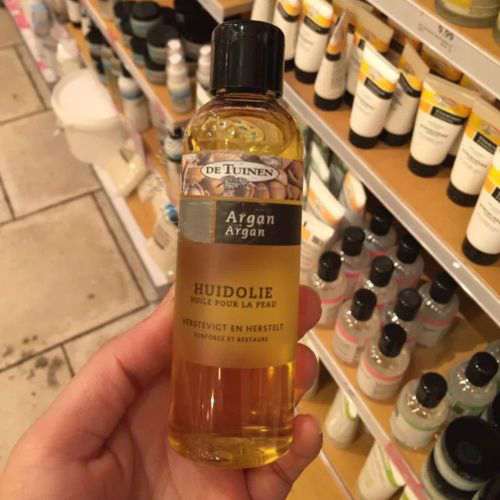 DE TUINEN
Argan
Argan
HUIDOLIE
HUILE POUR LA PEAU
VERSTEVIGT EN HERSTELT
RENFORCE ET RESTAURE
9.99